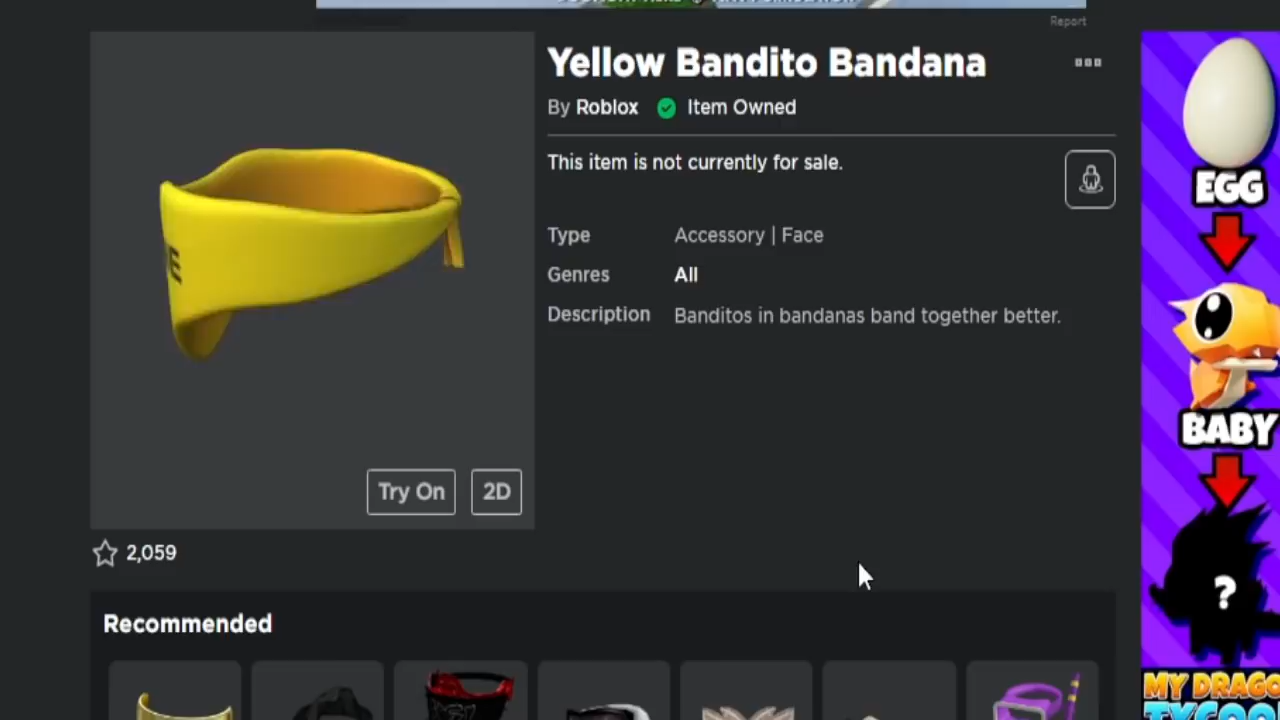 Report
Yellow Bandito Bandana
By Roblox Item Owned
This item is not currently for sale.
Type Accessory | Face
Genres All
Description Banditos in bandanas band together better.
Try On 2D
2,059
Recommended
EGG
BABY
?
MY DRAGO
TYCOO